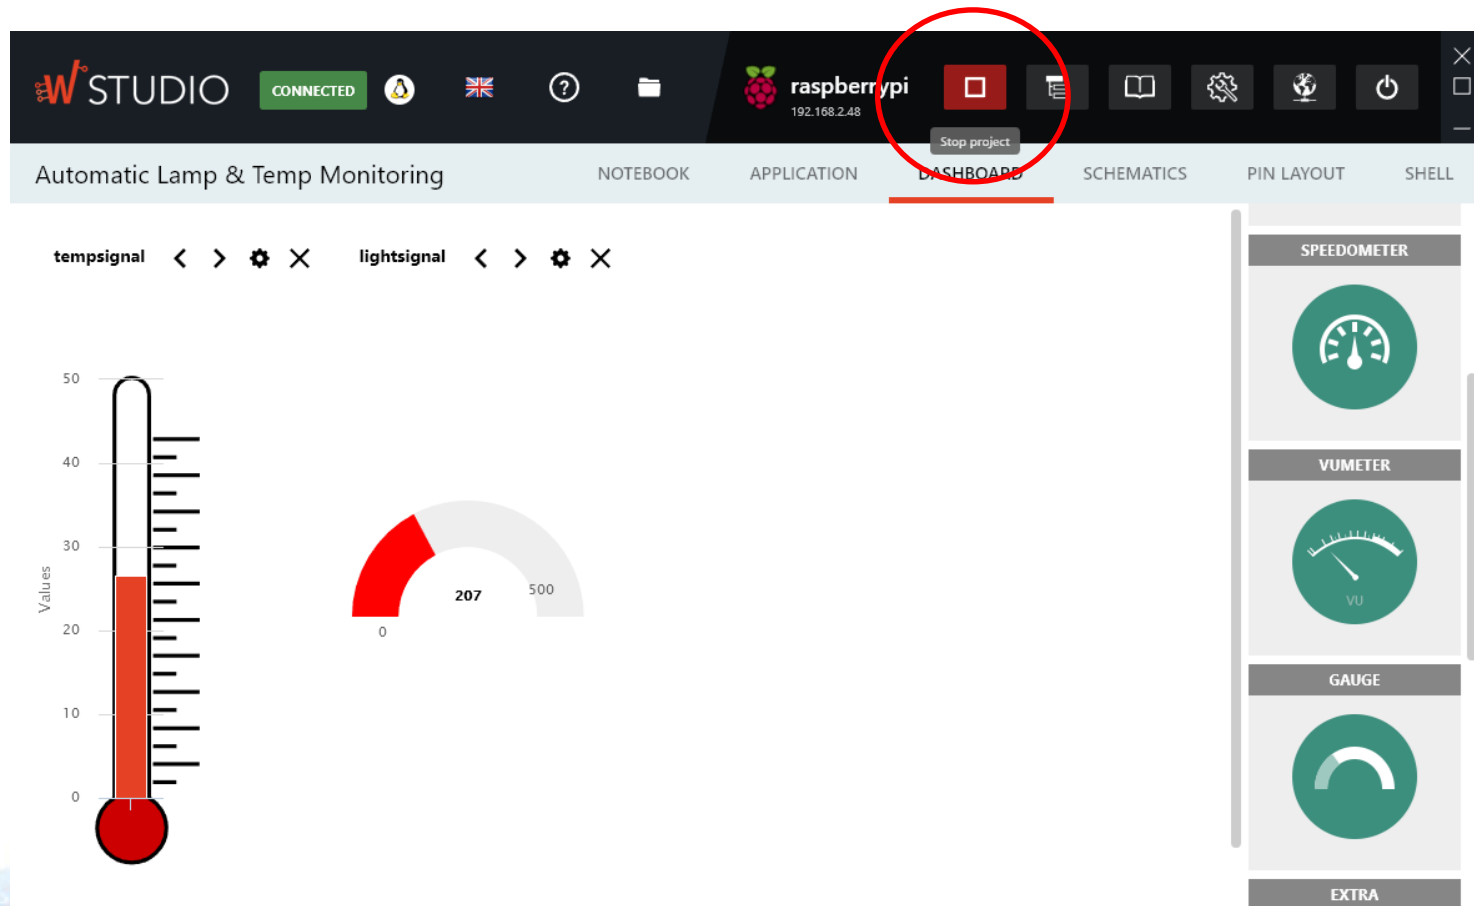 W STUDIO
CONNECTED
raspberrypi
192.168.2.48
Stop project
Automatic Lamp & Temp Monitoring
NOTEBOOK
APPLICATION
DASHBOARD
SCHEMATICS
PIN LAYOUT
SHELL
tempsignal
lightsignal
50
40
30
20
10
0
Values
207
500
0
SPEEDOMETER
VUMETER
VU
GAUGE
EXTRA